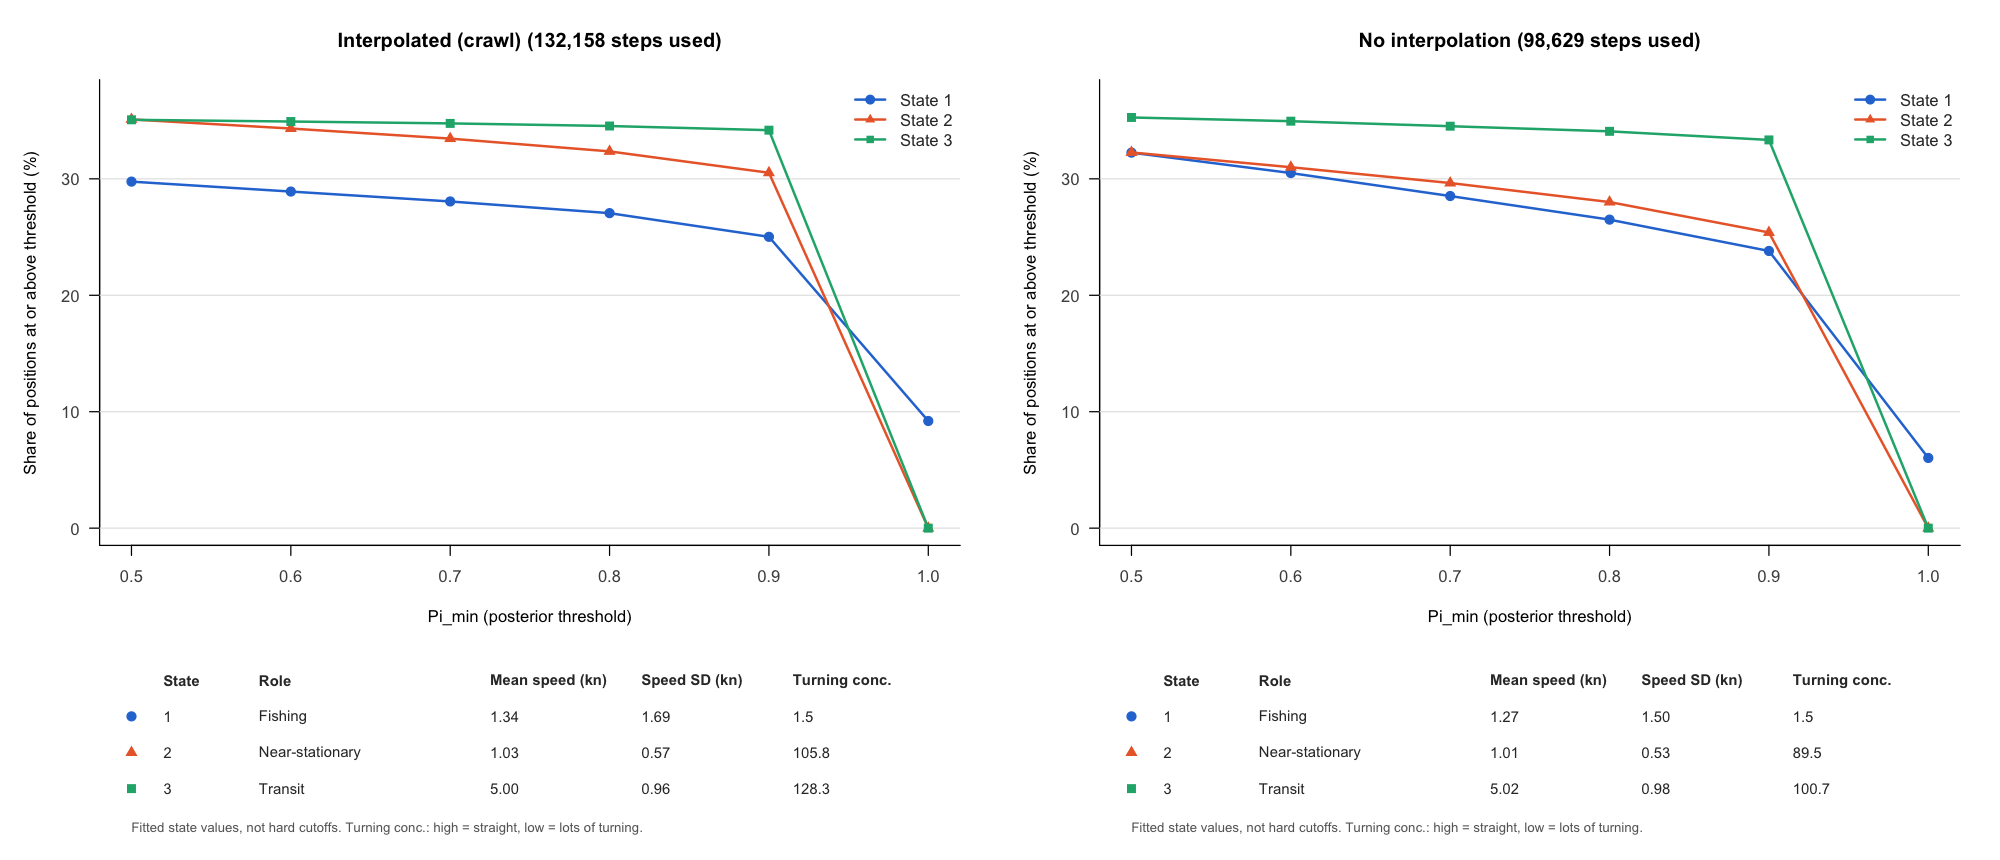 Interpolated (crawl) (132,158 steps used)
State 1
State 2
State 3
Share of positions at or above threshold (%)
30
20
10
0
0.5 0.6 0.7 0.8 0.9 1.0
Pi_min (posterior threshold)
State Role Mean speed (kn) Speed SD (kn) Turning conc.
1 Fishing 1.34 1.69 1.5
2 Near-stationary 1.03 0.57 105.8
3 Transit 5.00 0.96 128.3
Fitted state values, not hard cutoffs. Turning conc.: high = straight, low = lots of turning.
No interpolation (98,629 steps used)
State 1
State 2
State 3
Share of positions at or above threshold (%)
30
20
10
0
0.5 0.6 0.7 0.8 0.9 1.0
Pi_min (posterior threshold)
State Role Mean speed (kn) Speed SD (kn) Turning conc.
1 Fishing 1.27 1.50 1.5
2 Near-stationary 1.01 0.53 89.5
3 Transit 5.02 0.98 100.7
Fitted state values, not hard cutoffs. Turning conc.: high = straight, low = lots of turning.